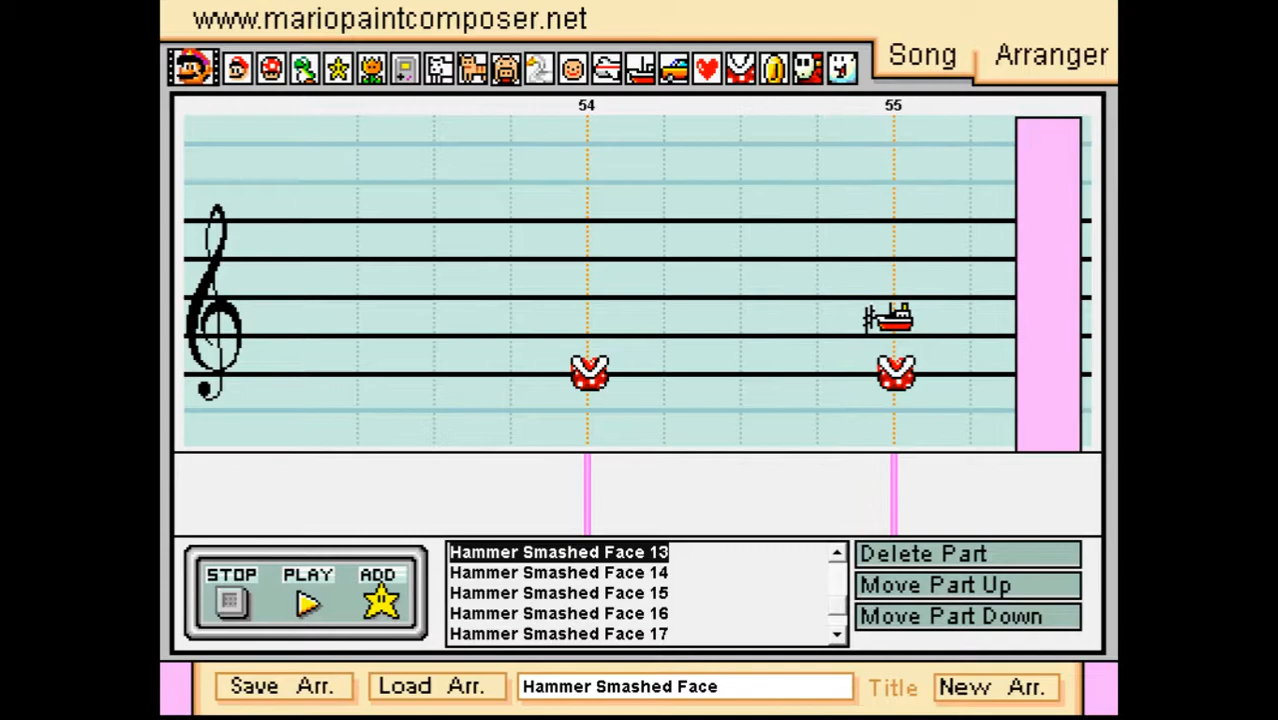 www.mariopaintcomposer.net
Song
Arranger
54
55
STOP
PLAY
ADD
Hammer Smashed Face 13
Hammer Smashed Face 14
Hammer Smashed Face 15
Hammer Smashed Face 16
Hammer Smashed Face 17
Delete Part
Move Part Up
Move Part Down
Save Arr.
Load Arr.
Hammer Smashed Face
Title
New Arr.